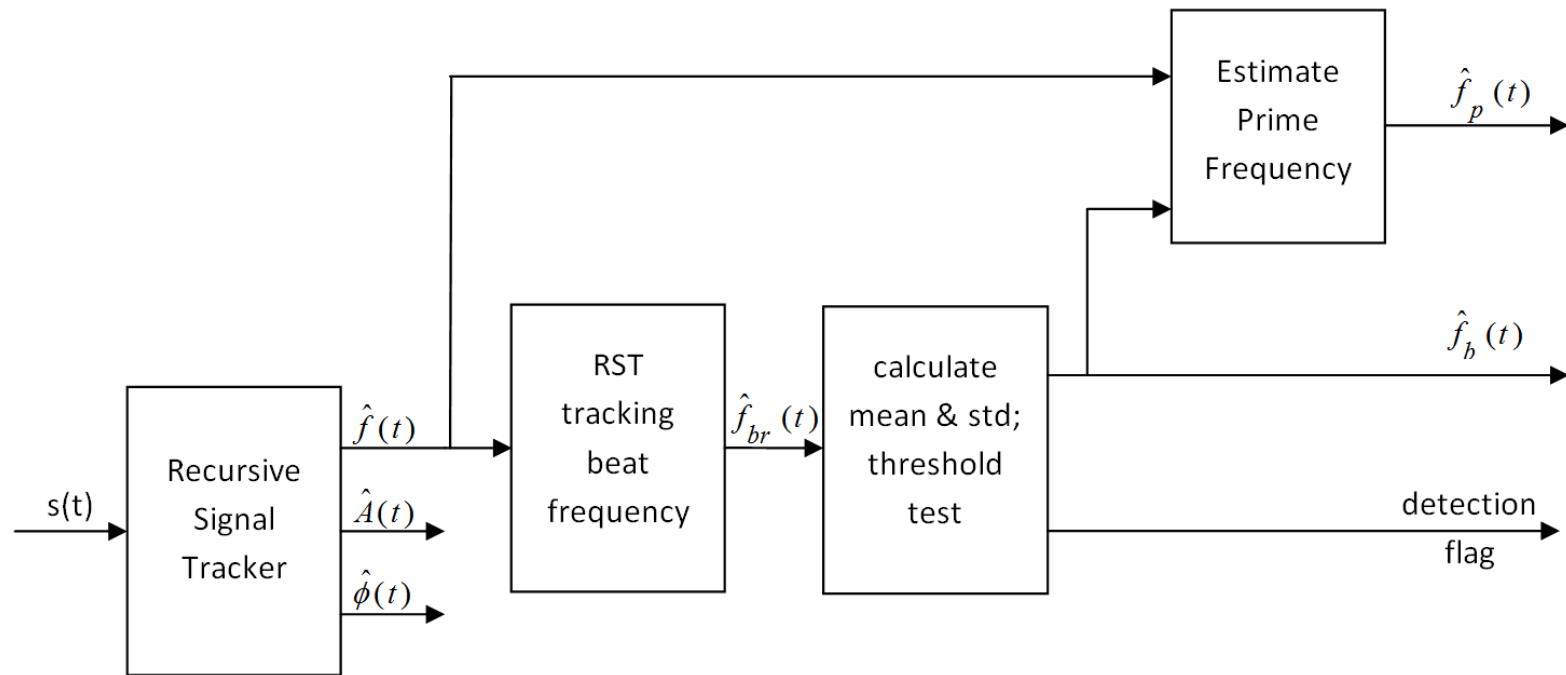 Estimate
Prime
Frequency
f̂_p (t)
RST
tracking
beat
frequency
calculate
mean & std;
threshold
test
f̂_b (t)
Recursive
Signal
Tracker
s(t)
f̂(t)
Â(t)
ϕ̂(t)
f̂_br (t)
detection
flag